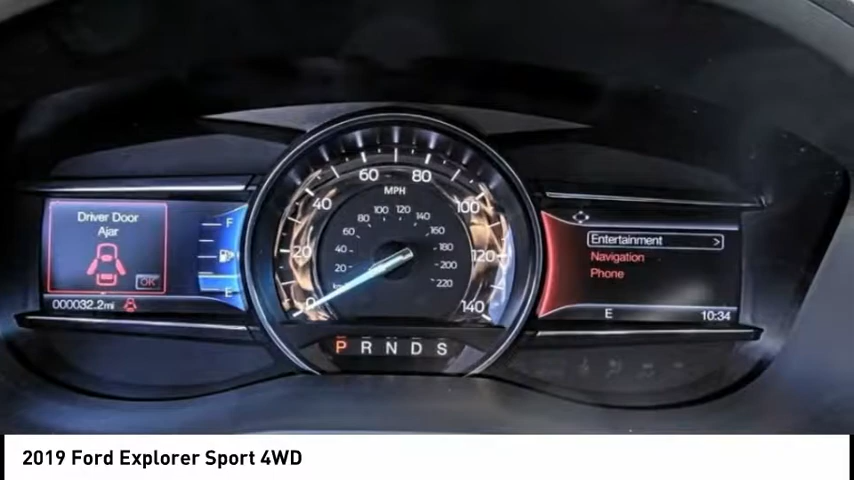 Driver Door
Ajar
OK
000032.2mi
F
E
MPH
0
20
40
60
80
100
120
140
20
40
60
80
100
120
140
160
180
200
220
P R N D S
Entertainment >
Navigation
Phone
E
10:34
2019 Ford Explorer Sport 4WD